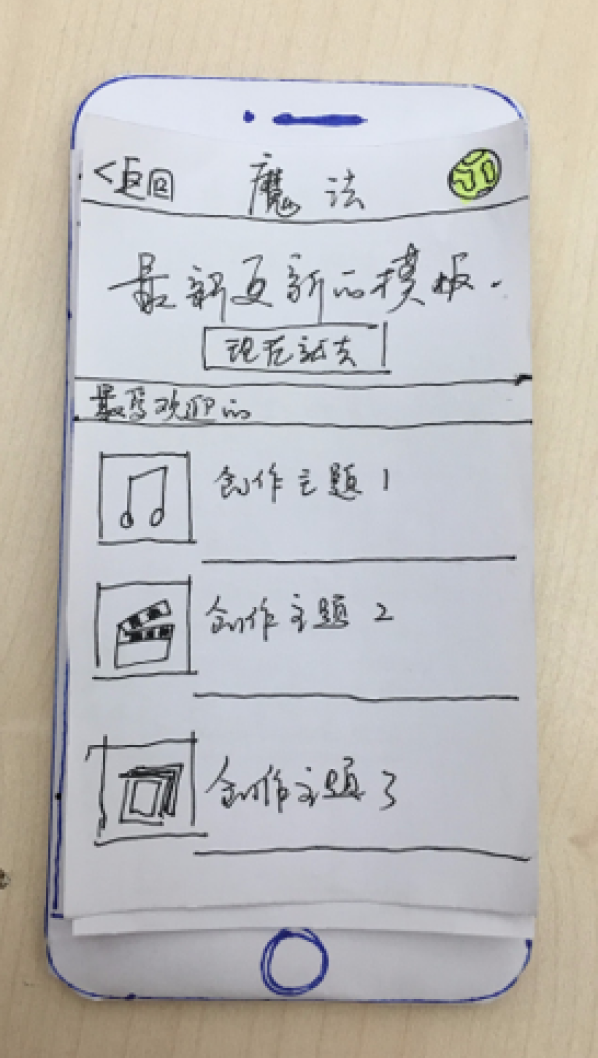 <返回 魔法
最新更新的模板.
现在就去
最受欢迎的
创作主题 1
创作主题 2
创作主题 3